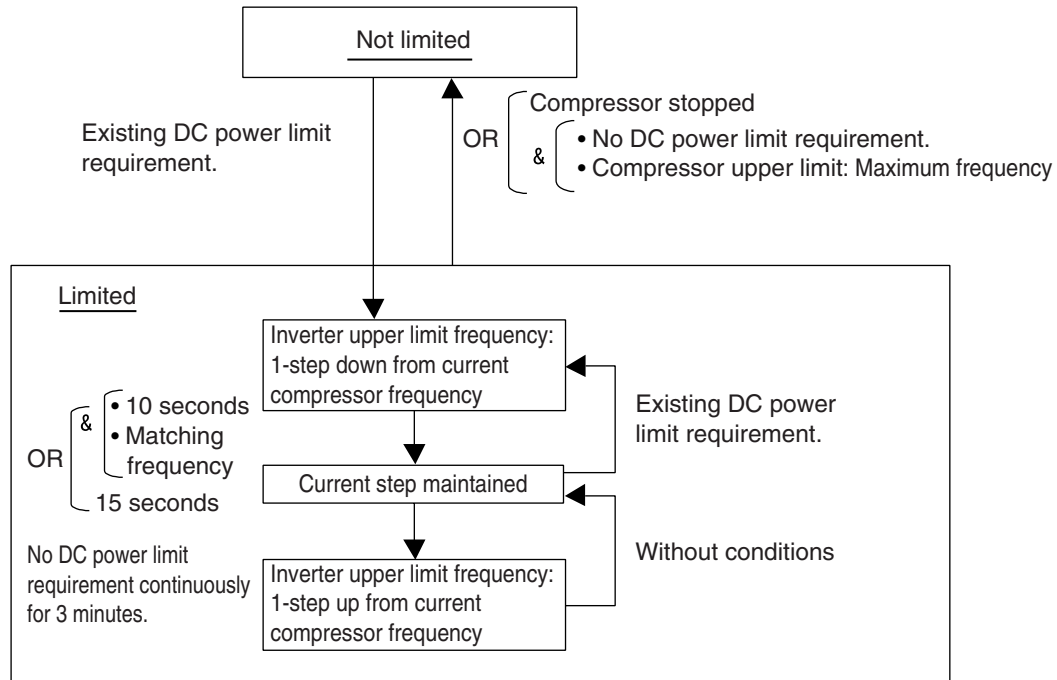 Not limited
Existing DC power limit
requirement.
OR
Compressor stopped
&
• No DC power limit requirement.
• Compressor upper limit: Maximum frequency
Limited
Inverter upper limit frequency:
1-step down from current
compressor frequency
OR
&
• 10 seconds
• Matching
frequency
15 seconds
Existing DC power
limit requirement.
Current step maintained
No DC power limit
requirement continuously
for 3 minutes.
Without conditions
Inverter upper limit frequency:
1-step up from current
compressor frequency